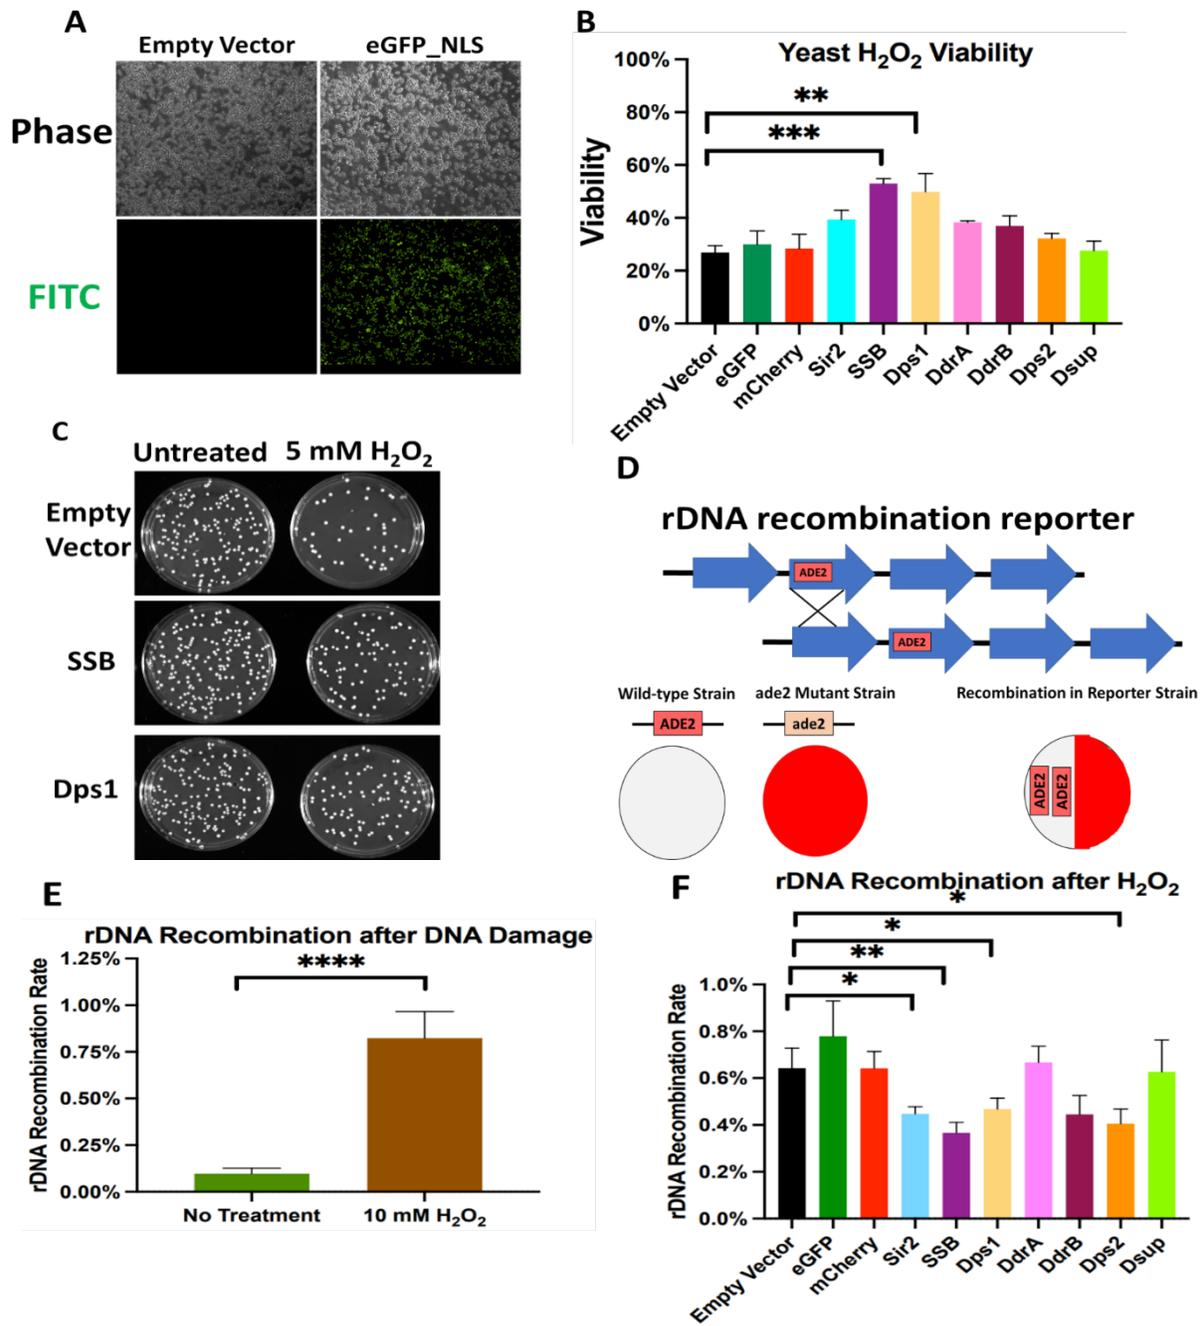 A
Empty Vector eGFP_NLS
Phase
FITC
B
Yeast H₂O₂ Viability
Viability
100%
80%
60%
40%
20%
0%
**
***
Empty Vector
eGFP
mCherry
Sir2
SSB
Dps1
DdrA
DdrB
Dps2
Dsup
C
Untreated 5 mM H₂O₂
Empty
Vector
SSB
Dps1
D
rDNA recombination reporter
ADE2
ADE2
Wild-type Strain ade2 Mutant Strain Recombination in Reporter Strain
ADE2 ade2
ADE2 ADE2
E
rDNA Recombination after DNA Damage
****
rDNA Recombination Rate
1.25%
1.00%
0.75%
0.50%
0.25%
0.00%
No Treatment 10 mM H₂O₂
F
rDNA Recombination after H₂O₂
*
*
**
*
rDNA Recombination Rate
1.0%
0.8%
0.6%
0.4%
0.2%
0.0%
Empty Vector
eGFP
mCherry
Sir2
SSB
Dps1
DdrA
DdrB
Dps2
Dsup